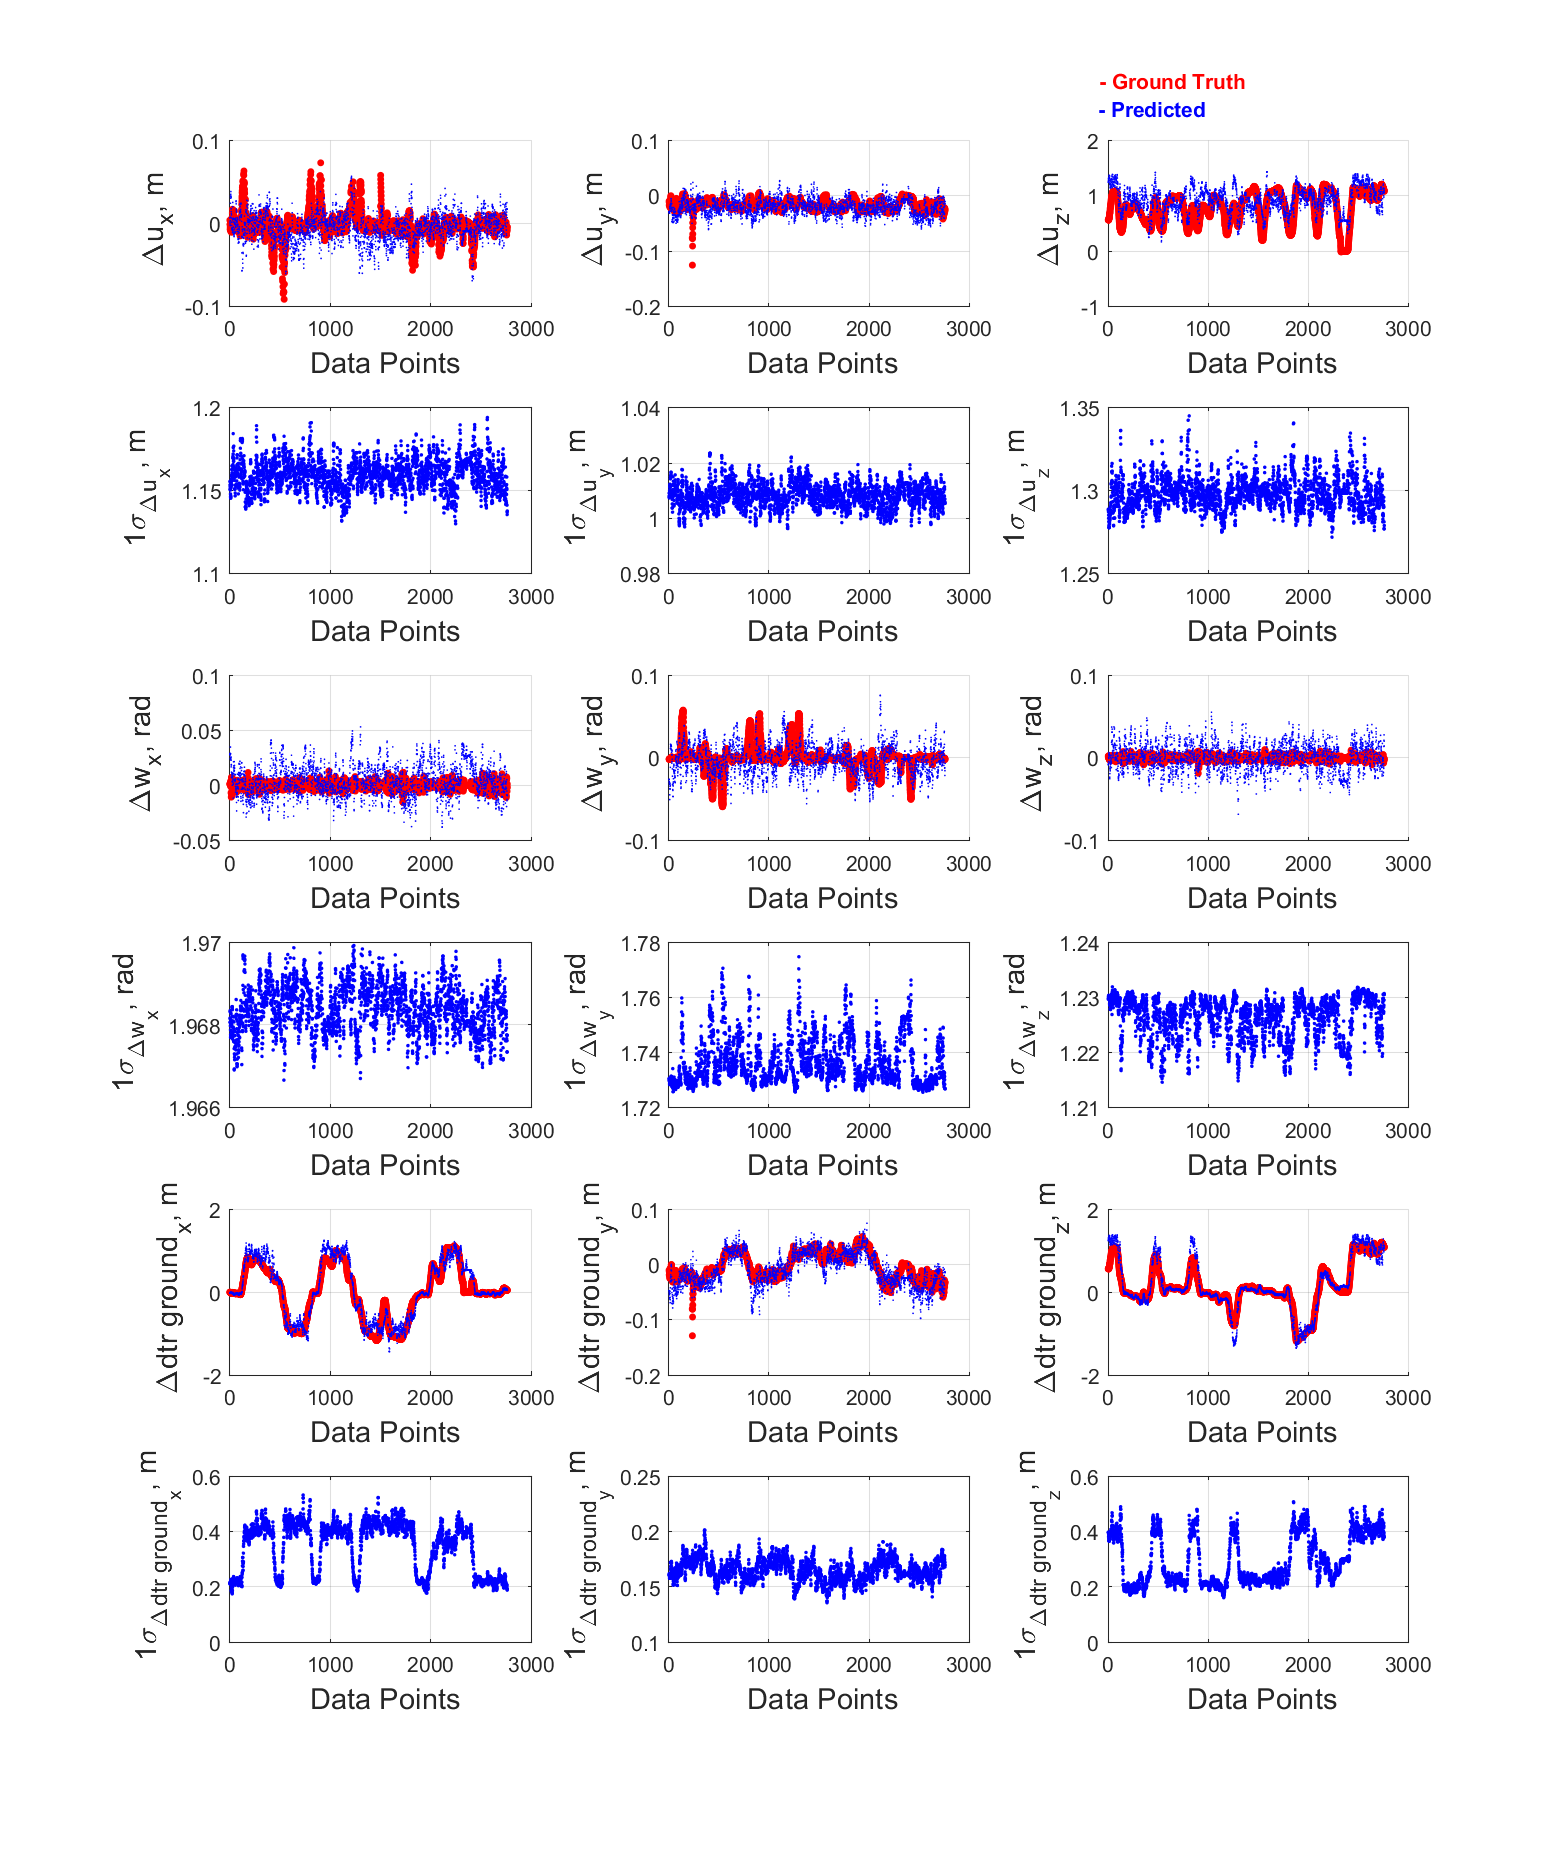 - Ground Truth
- Predicted
Δu_x, m
0.1
0
-0.1
0 1000 2000 3000
Data Points
Δu_y, m
0.1
0
-0.1
-0.2
0 1000 2000 3000
Data Points
Δu_z, m
2
1
0
-1
0 1000 2000 3000
Data Points
1σ_Δu_x, m
1.2
1.15
1.1
0 1000 2000 3000
Data Points
1σ_Δu_y, m
1.04
1.02
1
0.98
0 1000 2000 3000
Data Points
1σ_Δu_z, m
1.35
1.3
1.25
0 1000 2000 3000
Data Points
Δw_x, rad
0.1
0.05
0
-0.05
0 1000 2000 3000
Data Points
Δw_y, rad
0.1
0
-0.1
0 1000 2000 3000
Data Points
Δw_z, rad
0.1
0
-0.1
0 1000 2000 3000
Data Points
1σ_Δw_x, rad
1.97
1.968
1.966
0 1000 2000 3000
Data Points
1σ_Δw_y, rad
1.78
1.76
1.74
1.72
0 1000 2000 3000
Data Points
1σ_Δw_z, rad
1.24
1.23
1.22
1.21
0 1000 2000 3000
Data Points
Δdtr ground_x, m
2
0
-2
0 1000 2000 3000
Data Points
Δdtr ground_y, m
0.1
0
-0.1
-0.2
0 1000 2000 3000
Data Points
Δdtr ground_z, m
2
0
-2
0 1000 2000 3000
Data Points
1σ_Δdtr ground_x, m
0.6
0.4
0.2
0
0 1000 2000 3000
Data Points
1σ_Δdtr ground_y, m
0.25
0.2
0.15
0.1
0 1000 2000 3000
Data Points
1σ_Δdtr ground_z, m
0.6
0.4
0.2
0
0 1000 2000 3000
Data Points